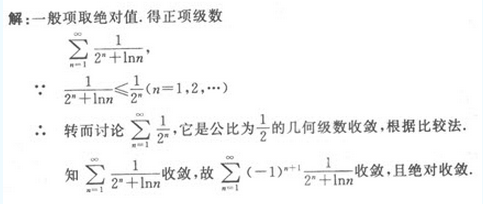 解:一般项取绝对值.得正项级数
$\sum_{n=1}^{\infty} \frac{1}{2^n+\ln n}$,
∵ $\frac{1}{2^n+\ln n} \leqslant \frac{1}{2^n}$(n=1,2,⋯)
∴ 转而讨论 $\sum_{n=1}^{\infty} \frac{1}{2^n}$,它是公比为$\frac{1}{2}$的几何级数收敛,根据比较法.
知 $\sum_{n=1}^{\infty} \frac{1}{2^n+\ln n}$收敛,故 $\sum_{n=1}^{\infty} (-1)^{n+1} \frac{1}{2^n+\ln n}$收敛,且绝对收敛.